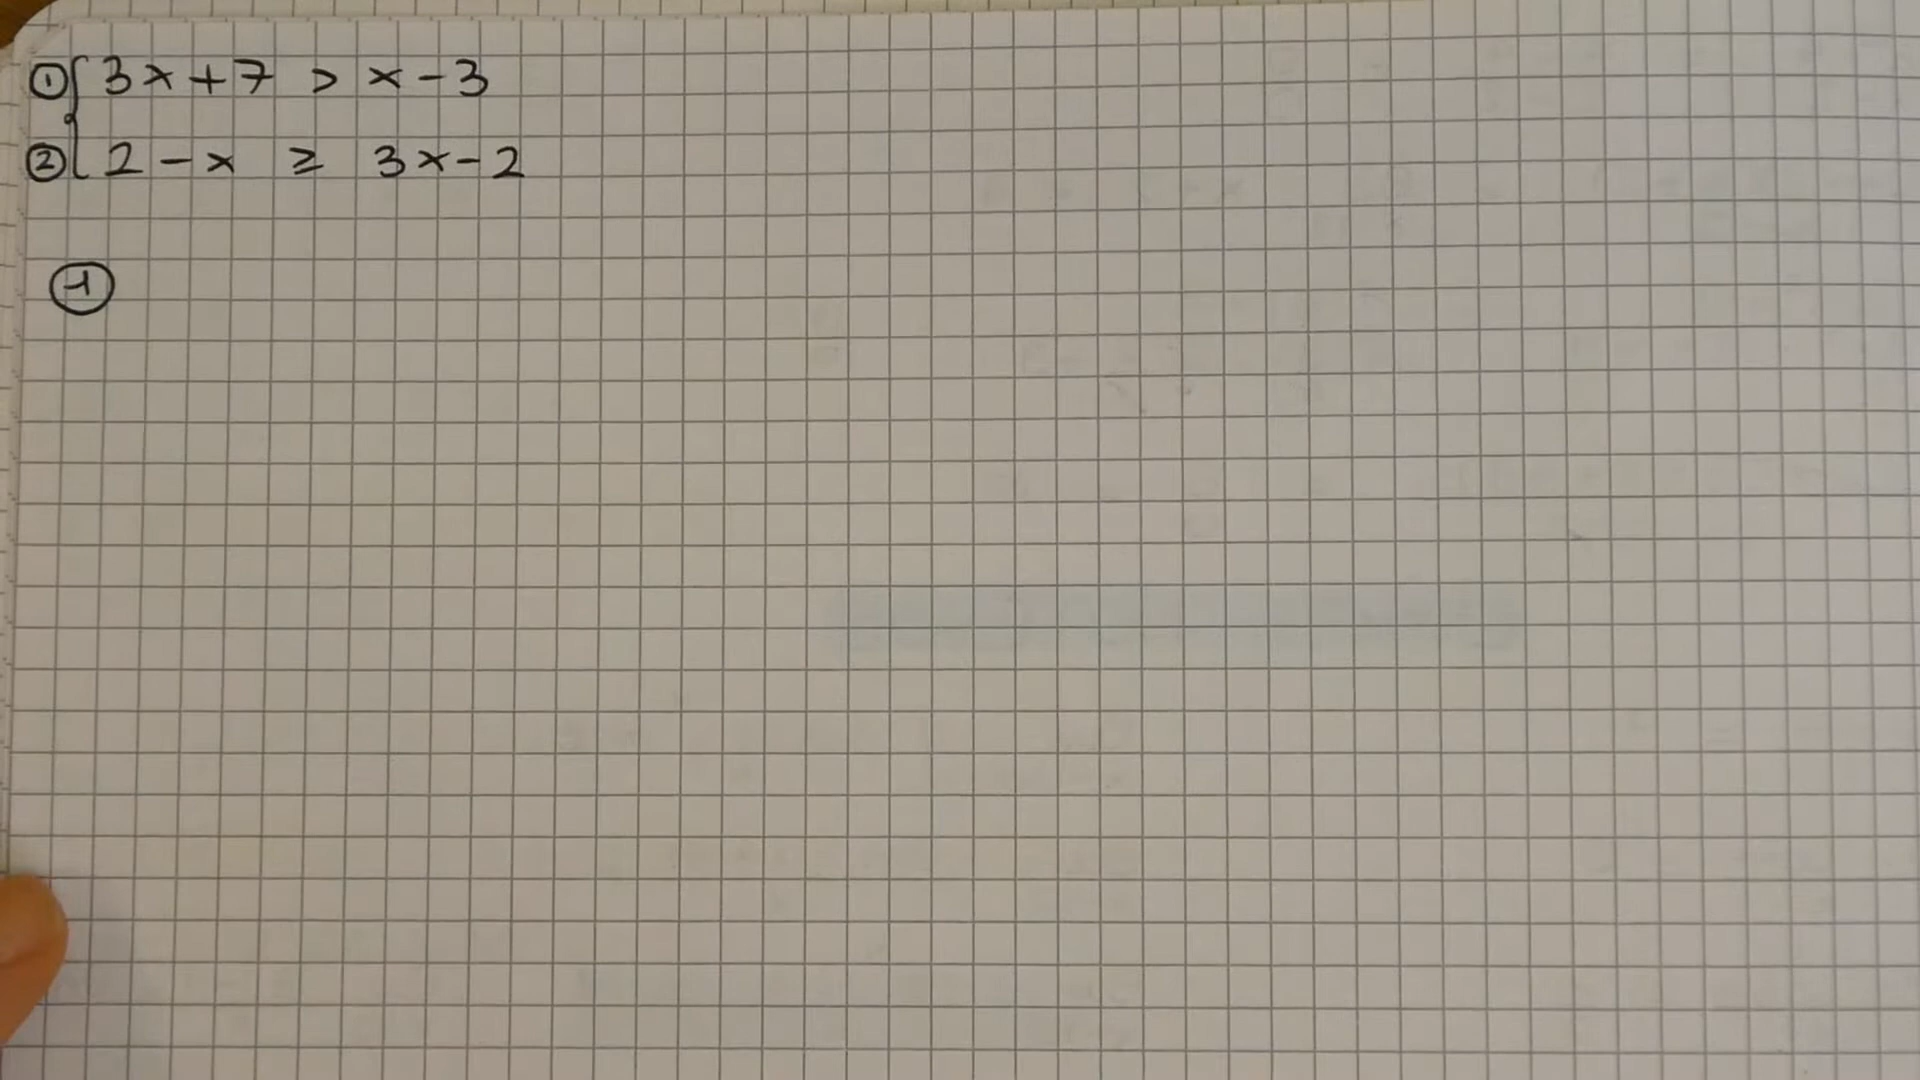 ① { 3x + 7 > x - 3
② { 2 - x ≥ 3x - 2
①